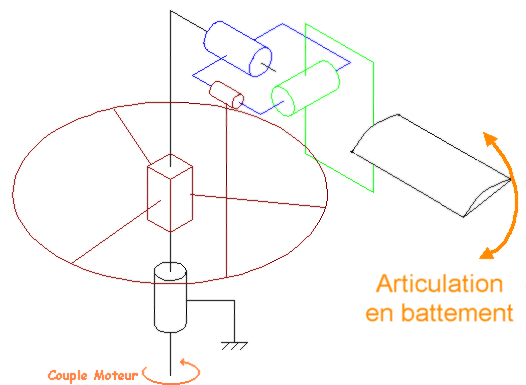 Articulation
en battement
Couple Moteur